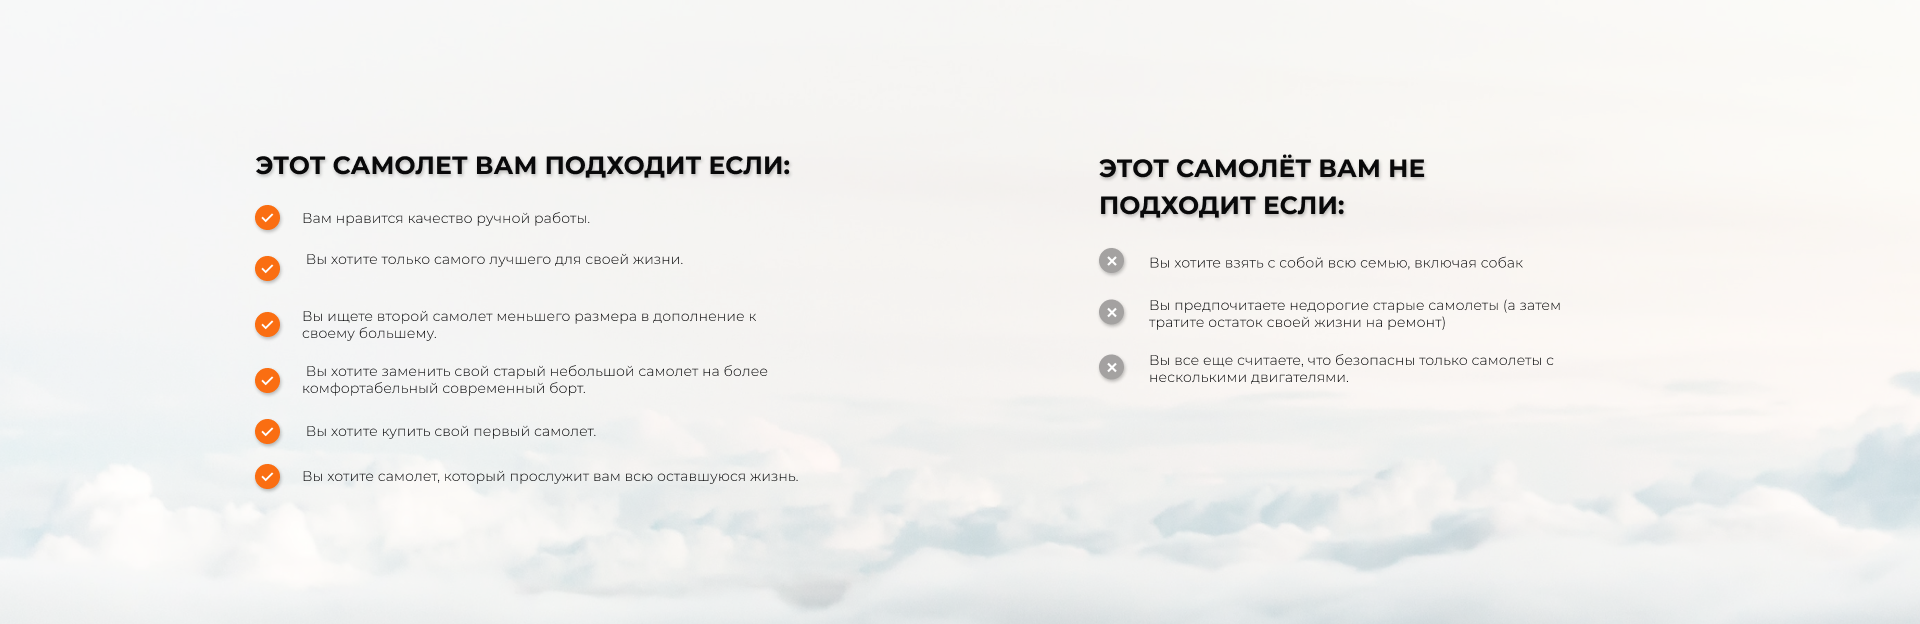 ЭТОТ САМОЛЕТ ВАМ ПОДХОДИТ ЕСЛИ:
Вам нравится качество ручной работы.
Вы хотите только самого лучшего для своей жизни.
Вы ищете второй самолет меньшего размера в дополнение к
своему большему.
Вы хотите заменить свой старый небольшой самолет на более
комфортабельный современный борт.
Вы хотите купить свой первый самолет.
Вы хотите самолет, который прослужит вам всю оставшуюся жизнь.
ЭТОТ САМОЛЁТ ВАМ НЕ
ПОДХОДИТ ЕСЛИ:
Вы хотите взять с собой всю семью, включая собак
Вы предпочитаете недорогие старые самолеты (а затем
тратите остаток своей жизни на ремонт)
Вы все еще считаете, что безопасны только самолеты с
несколькими двигателями.